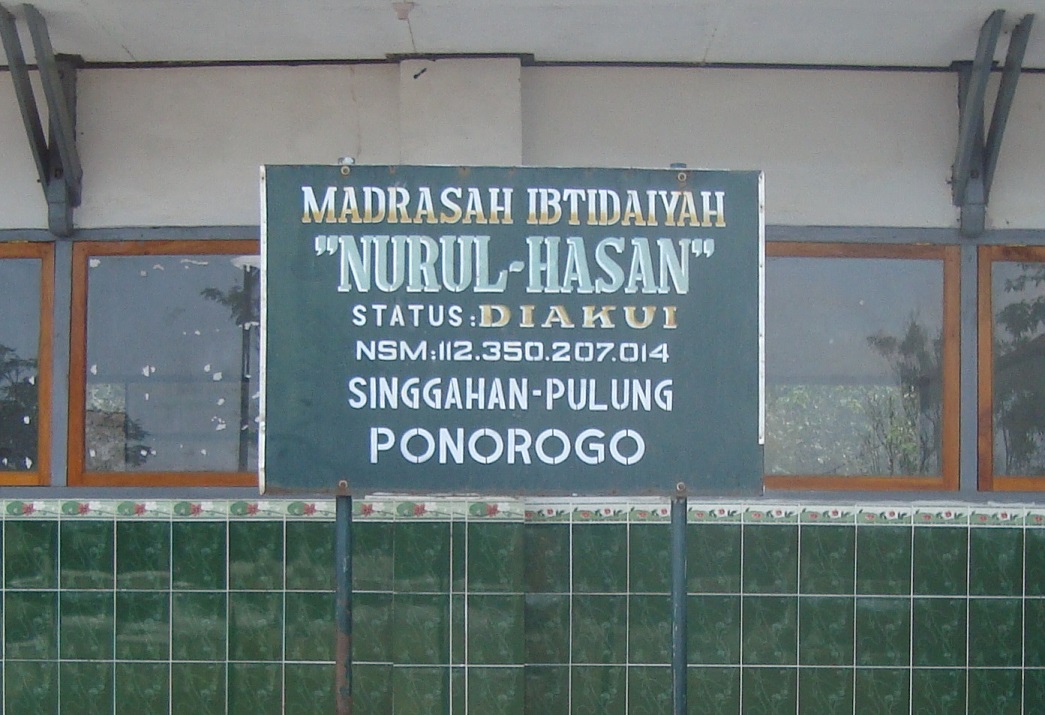 MADRASAH IBTIDAIYAH
"NURUL-HASAN"
STATUS:DIAKUI
NSM:112.350.207.014
SINGGAHAN-PULUNG
PONOROGO